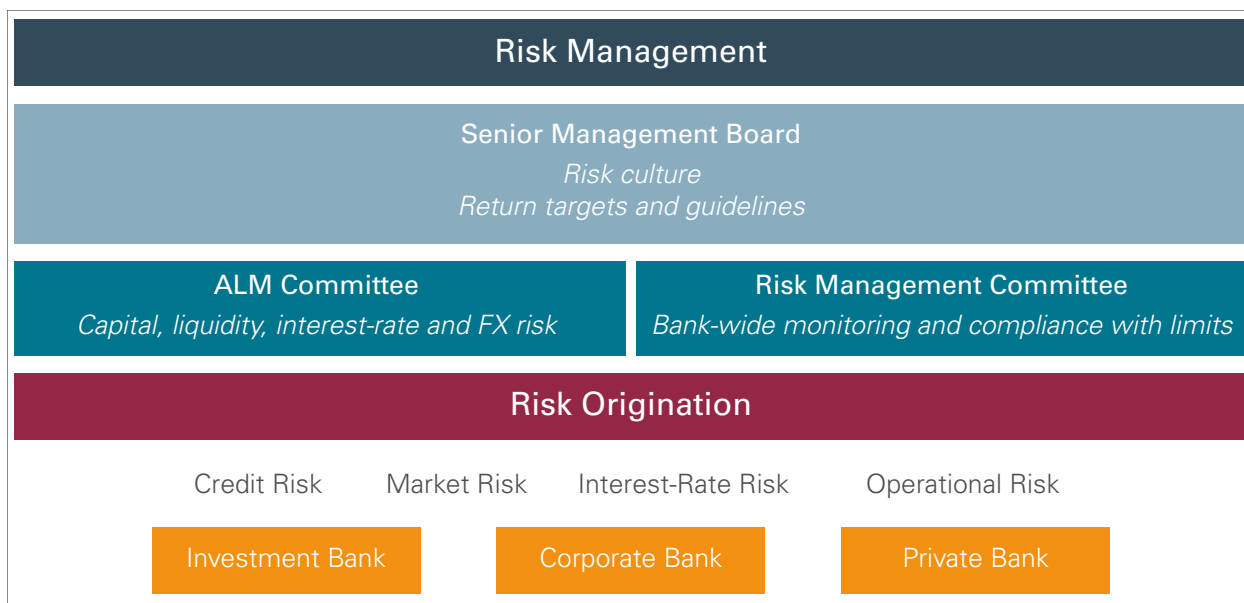 Risk Management
Senior Management Board
Risk culture
Return targets and guidelines
ALM Committee
Capital, liquidity, interest-rate and FX risk
Risk Management Committee
Bank-wide monitoring and compliance with limits
Risk Origination
Credit Risk
Market Risk
Interest-Rate Risk
Operational Risk
Investment Bank
Corporate Bank
Private Bank